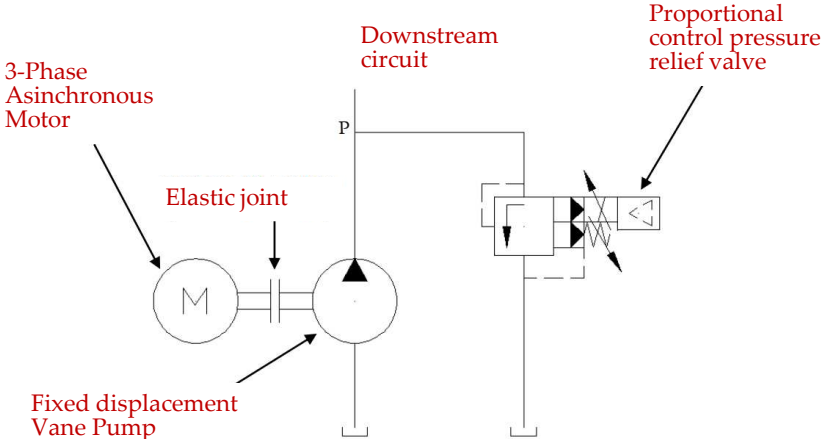 Proportional
control pressure
relief valve
Downstream
circuit
3-Phase
Asinchronous
Motor
P
Elastic joint
M
Fixed displacement
Vane Pump